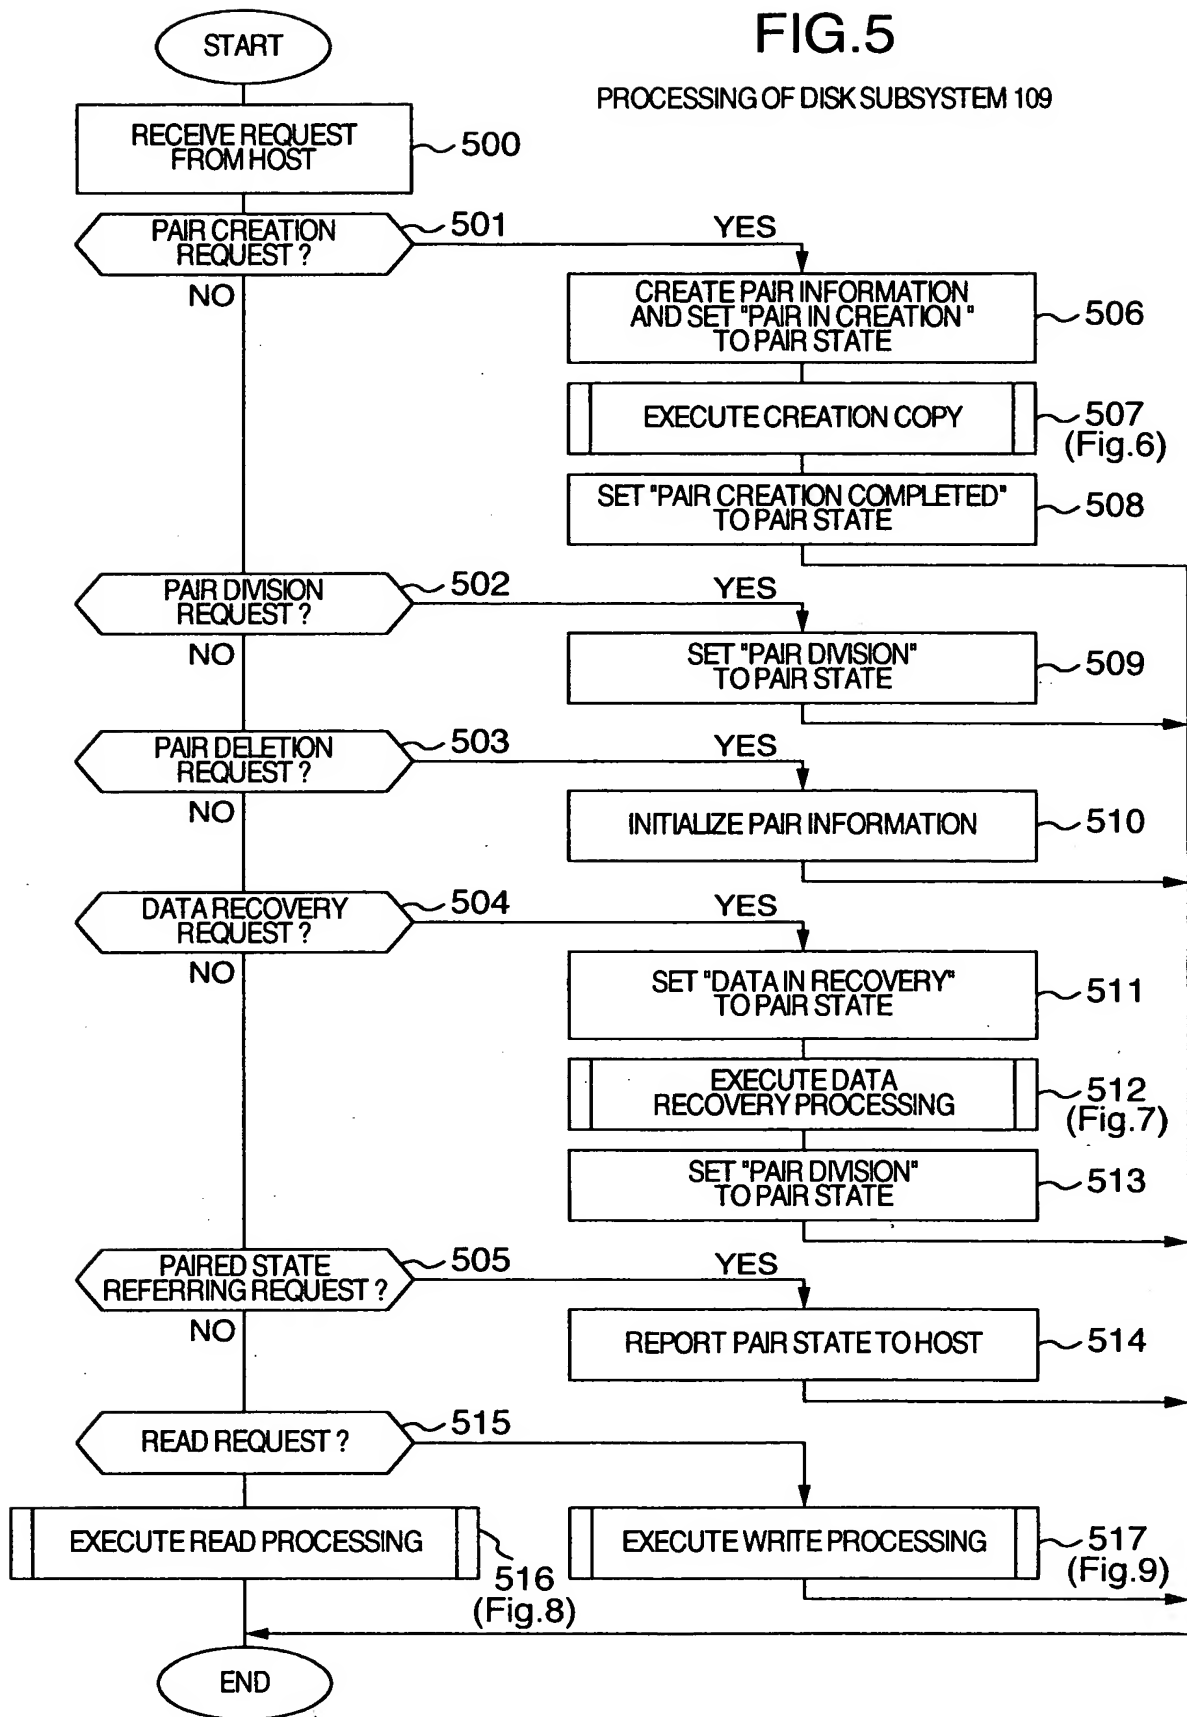 FIG.5
PROCESSING OF DISK SUBSYSTEM 109
START
RECEIVE REQUEST
FROM HOST
500
PAIR CREATION
REQUEST ?
501
YES
NO
CREATE PAIR INFORMATION
AND SET "PAIR IN CREATION "
TO PAIR STATE
506
EXECUTE CREATION COPY
507
(Fig.6)
SET "PAIR CREATION COMPLETED"
TO PAIR STATE
508
PAIR DIVISION
REQUEST ?
502
YES
NO
SET "PAIR DIVISION"
TO PAIR STATE
509
PAIR DELETION
REQUEST ?
503
YES
NO
INITIALIZE PAIR INFORMATION
510
DATA RECOVERY
REQUEST ?
504
YES
NO
SET "DATA IN RECOVERY"
TO PAIR STATE
511
EXECUTE DATA
RECOVERY PROCESSING
512
(Fig.7)
SET "PAIR DIVISION"
TO PAIR STATE
513
PAIRED STATE
REFERRING REQUEST ?
505
YES
NO
REPORT PAIR STATE TO HOST
514
READ REQUEST ?
515
EXECUTE READ PROCESSING
516
(Fig.8)
EXECUTE WRITE PROCESSING
517
(Fig.9)
END